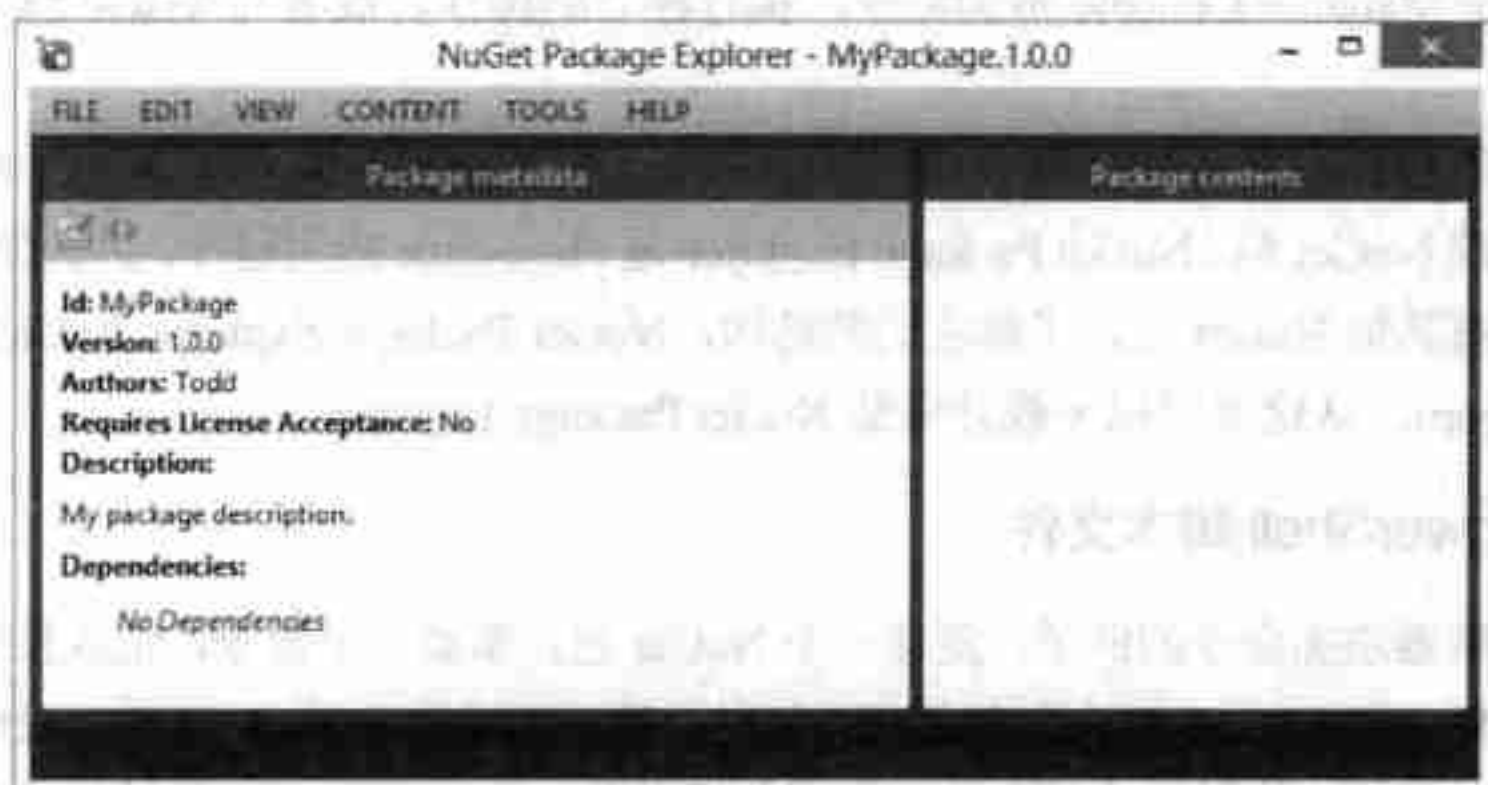 NuGet Package Explorer - MyPackage.1.0.0
FILE EDIT VIEW CONTENT TOOLS HELP
Package metadata
Package contents
Id: MyPackage
Version: 1.0.0
Authors: Todd
Requires License Acceptance: No
Description:
My package description.
Dependencies:
No Dependencies